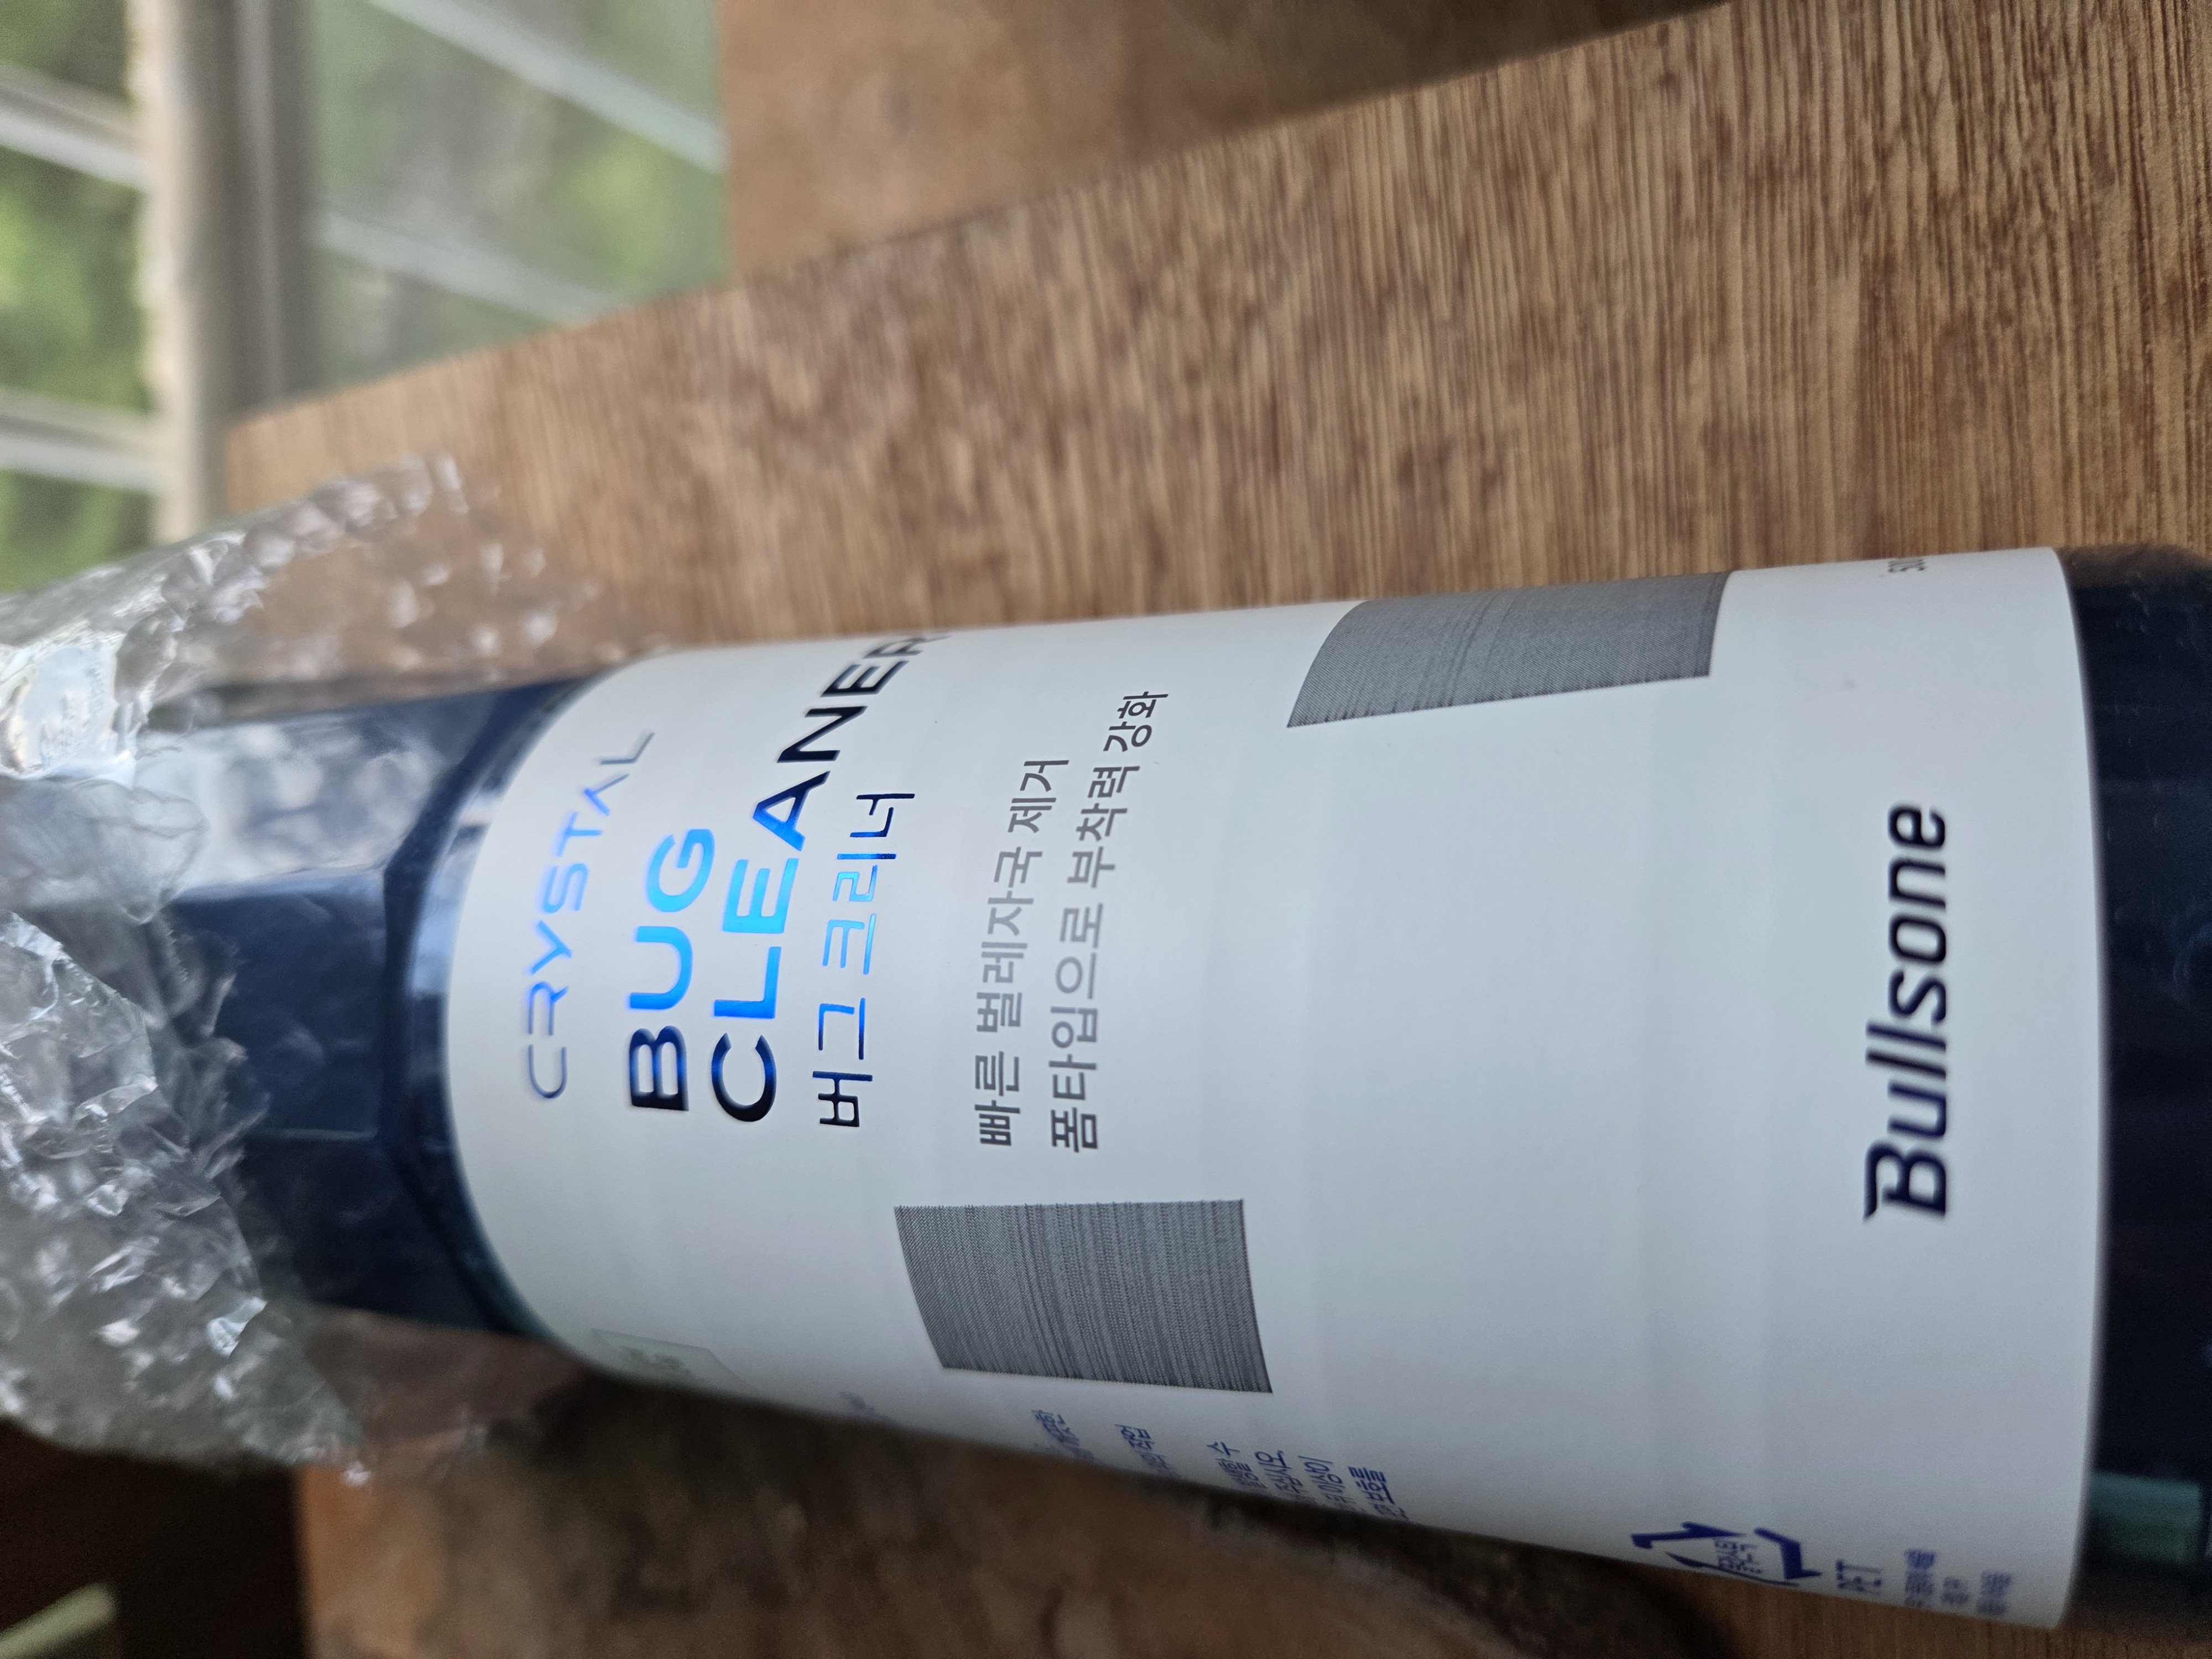 CRYSTAL
BUG
CLEANER
버그 크리너
빠른 벌레자국 제거
폼타입으로 부착력 강화
Bullsone
PET